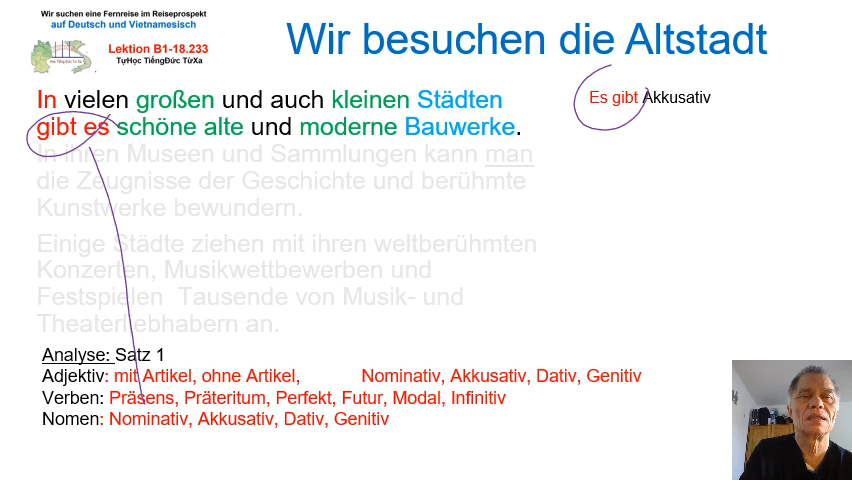 Wir suchen eine Fernreise im Reiseprospekt
auf Deutsch und Vietnamesisch
Lektion B1-18.233
TựHọc TiếngĐức TừXa
Wir besuchen die Altstadt
In vielen großen und auch kleinen Städten
gibt es schöne alte und moderne Bauwerke.
Es gibt Akkusativ
In ihren Museen und Sammlungen kann man
die Zeugnisse der Geschichte und berühmte
Kunstwerke bewundern.
Einige Städte ziehen mit ihren weltberühmten
Konzerten, Musikwettbewerben und
Festspielen Tausende von Musik- und
Theaterliebhabern an.
Analyse: Satz 1
Adjektiv: mit Artikel, ohne Artikel, Nominativ, Akkusativ, Dativ, Genitiv
Verben: Präsens, Präteritum, Perfekt, Futur, Modal, Infinitiv
Nomen: Nominativ, Akkusativ, Dativ, Genitiv